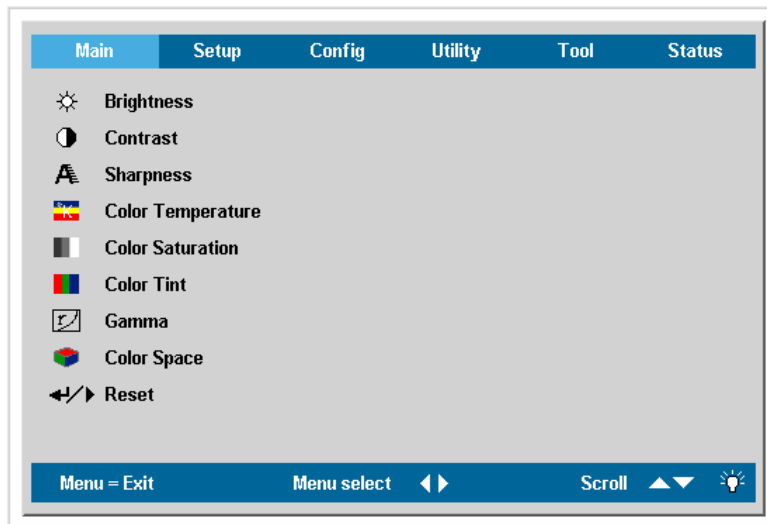 Main Setup Config Utility Tool Status
Brightness
Contrast
Sharpness
Color Temperature
Color Saturation
Color Tint
Gamma
Color Space
Reset
Menu = Exit Menu select Scroll